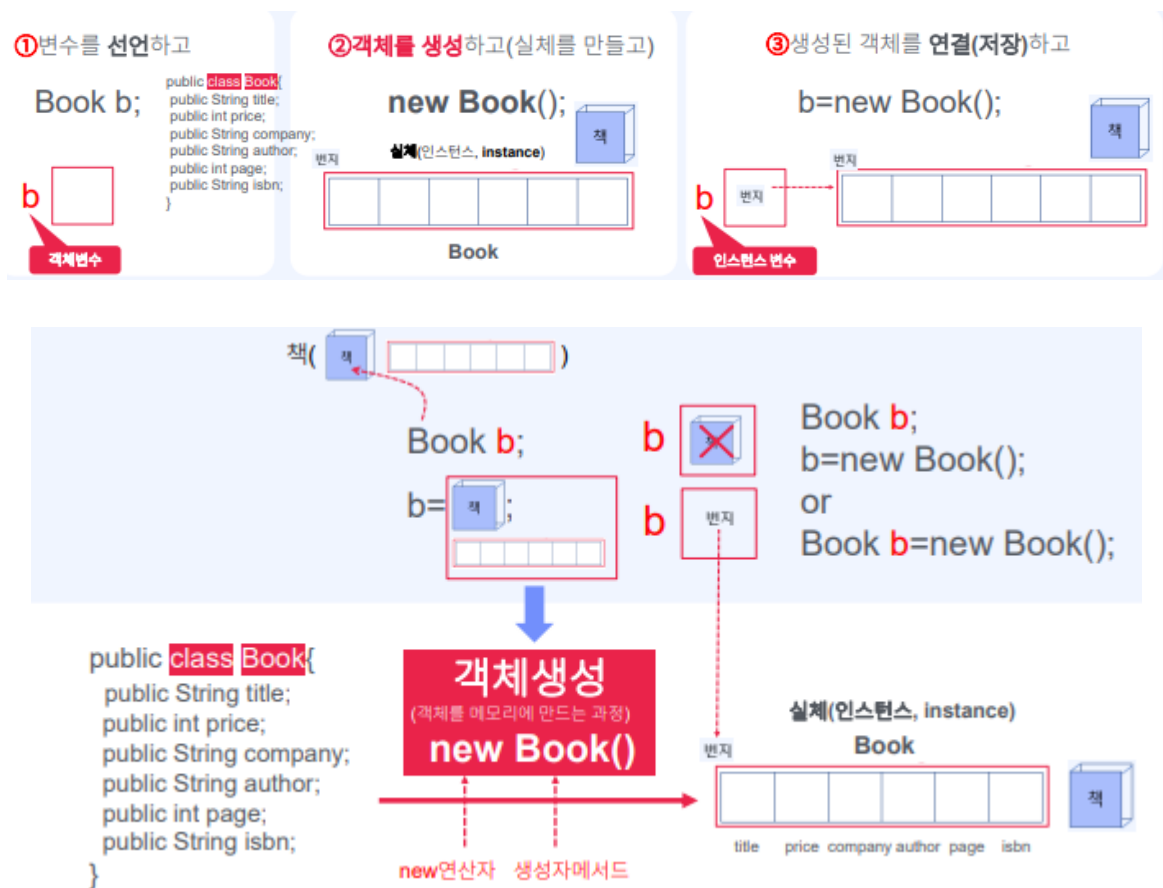 ①변수를 선언하고
Book b;
public class Book{
public String title;
public int price;
public String company;
public String author;
public int page;
public String isbn;
}
b
객체변수
②객체를 생성하고(실체를 만들고)
new Book();
책
번지
실체(인스턴스, instance)
Book
③생성된 객체를 연결(저장)하고
b=new Book();
책
번지
b
번지
인스턴스 변수
책( 책 )
Book b;
b= 책 ;
b
책
b
번지
Book b;
b=new Book();
or
Book b=new Book();
public class Book{
public String title;
public int price;
public String company;
public String author;
public int page;
public String isbn;
}
객체생성
(객체를 메모리에 만드는 과정)
new Book()
new연산자 생성자메서드
실체(인스턴스, instance)
번지
Book
책
title price company author page isbn